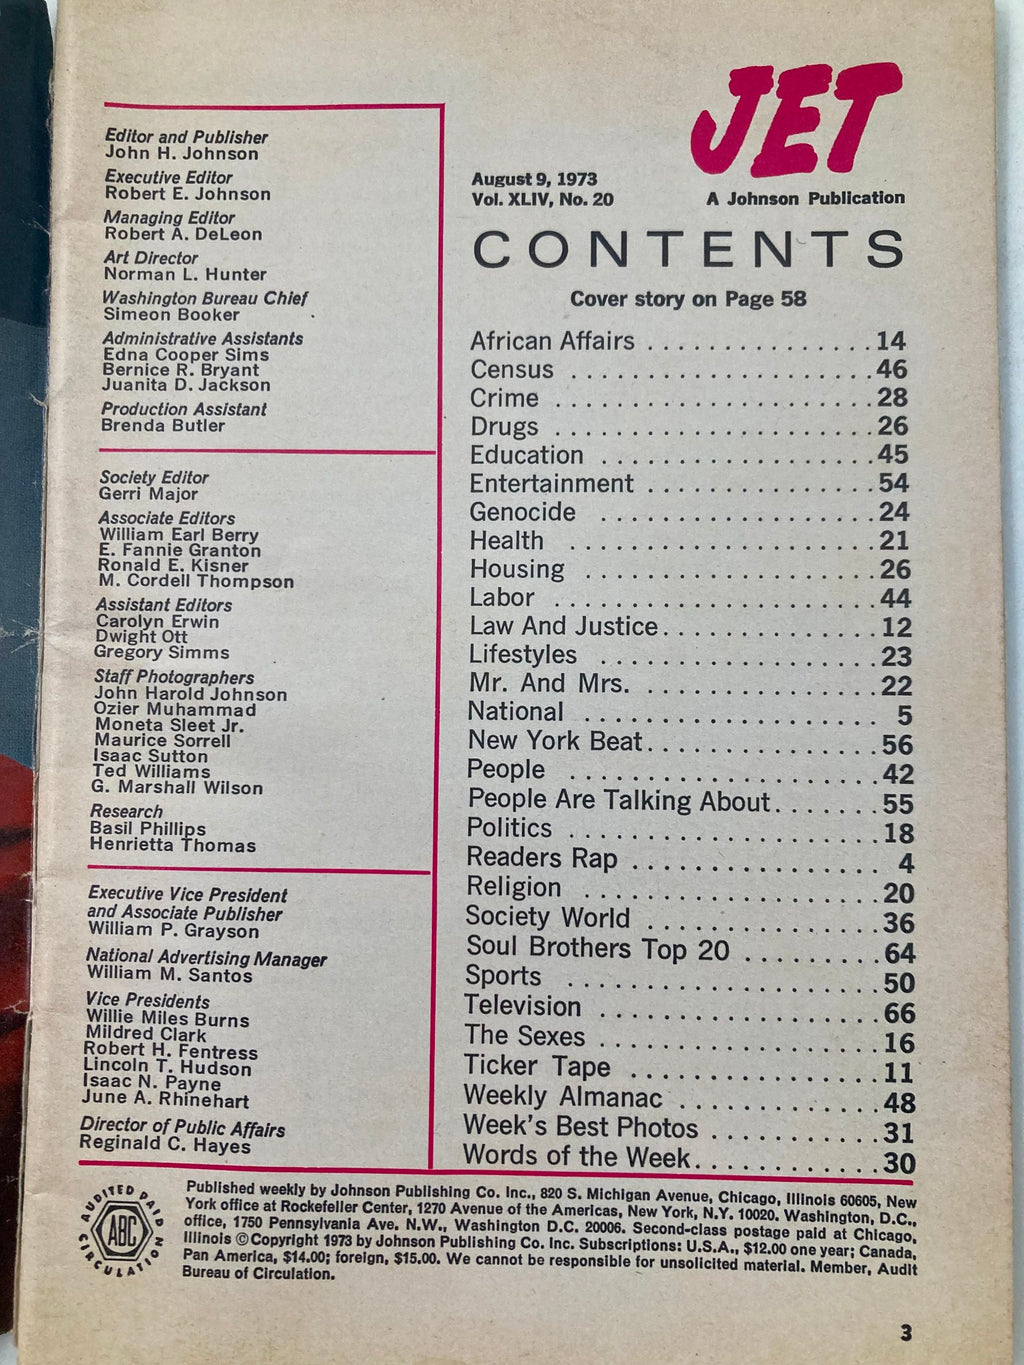 Editor and Publisher
John H. Johnson
Executive Editor
Robert E. Johnson
Managing Editor
Robert A. DeLeon
Art Director
Norman L. Hunter
Washington Bureau Chief
Simeon Booker
Administrative Assistants
Edna Cooper Sims
Bernice R. Bryant
Juanita D. Jackson
Production Assistant
Brenda Butler
Society Editor
Gerri Major
Associate Editors
William Earl Berry
E. Fannie Granton
Ronald E. Kisner
M. Cordell Thompson
Assistant Editors
Carolyn Erwin
Dwight Ott
Gregory Simms
Staff Photographers
John Harold Johnson
Ozier Muhammad
Moneta Sleet Jr.
Maurice Sorrell
Isaac Sutton
Ted Williams
G. Marshall Wilson
Research
Basil Phillips
Henrietta Thomas
Executive Vice President
and Associate Publisher
William P. Grayson
National Advertising Manager
William M. Santos
Vice Presidents
Willie Miles Burns
Mildred Clark
Robert H. Fentress
Lincoln T. Hudson
Isaac N. Payne
June A. Rhinehart
Director of Public Affairs
Reginald C. Hayes
JET
August 9, 1973
Vol. XLIV, No. 20
A Johnson Publication
CONTENTS
Cover story on Page 58
African Affairs . . . . . . . . . . . . . . . 14
Census . . . . . . . . . . . . . . . . . . . . 46
Crime . . . . . . . . . . . . . . . . . . . . . 28
Drugs . . . . . . . . . . . . . . . . . . . . . 26
Education . . . . . . . . . . . . . . . . . . 45
Entertainment . . . . . . . . . . . . . . . 54
Genocide . . . . . . . . . . . . . . . . . . 24
Health . . . . . . . . . . . . . . . . . . . . 21
Housing . . . . . . . . . . . . . . . . . . . 26
Labor . . . . . . . . . . . . . . . . . . . . . 44
Law And Justice. . . . . . . . . . . . . . 12
Lifestyles . . . . . . . . . . . . . . . . . . 23
Mr. And Mrs. . . . . . . . . . . . . . . . 22
National . . . . . . . . . . . . . . . . . . . 5
New York Beat. . . . . . . . . . . . . . . 56
People . . . . . . . . . . . . . . . . . . . . 42
People Are Talking About. . . . . . . 55
Politics . . . . . . . . . . . . . . . . . . . . 18
Readers Rap . . . . . . . . . . . . . . . . 4
Religion . . . . . . . . . . . . . . . . . . . 20
Society World . . . . . . . . . . . . . . . 36
Soul Brothers Top 20 . . . . . . . . . 64
Sports . . . . . . . . . . . . . . . . . . . . 50
Television . . . . . . . . . . . . . . . . . . 66
The Sexes . . . . . . . . . . . . . . . . . . 16
Ticker Tape . . . . . . . . . . . . . . . . 11
Weekly Almanac . . . . . . . . . . . . . 48
Week's Best Photos . . . . . . . . . . . 31
Words of the Week. . . . . . . . . . . . 30
AUDITED PAID CIRCULATION
ABC
Published weekly by Johnson Publishing Co. Inc., 820 S. Michigan Avenue, Chicago, Illinois 60605, New
York office at Rockefeller Center, 1270 Avenue of the Americas, New York, N.Y. 10020. Washington, D.C.,
office, 1750 Pennsylvania Ave. N.W., Washington D.C. 20006. Second-class postage paid at Chicago,
Illinois ©Copyright 1973 by Johnson Publishing Co. Inc. Subscriptions: U.S.A., $12.00 one year; Canada,
Pan America, $14.00; foreign, $15.00. We cannot be responsible for unsolicited material. Member, Audit
Bureau of Circulation.
3